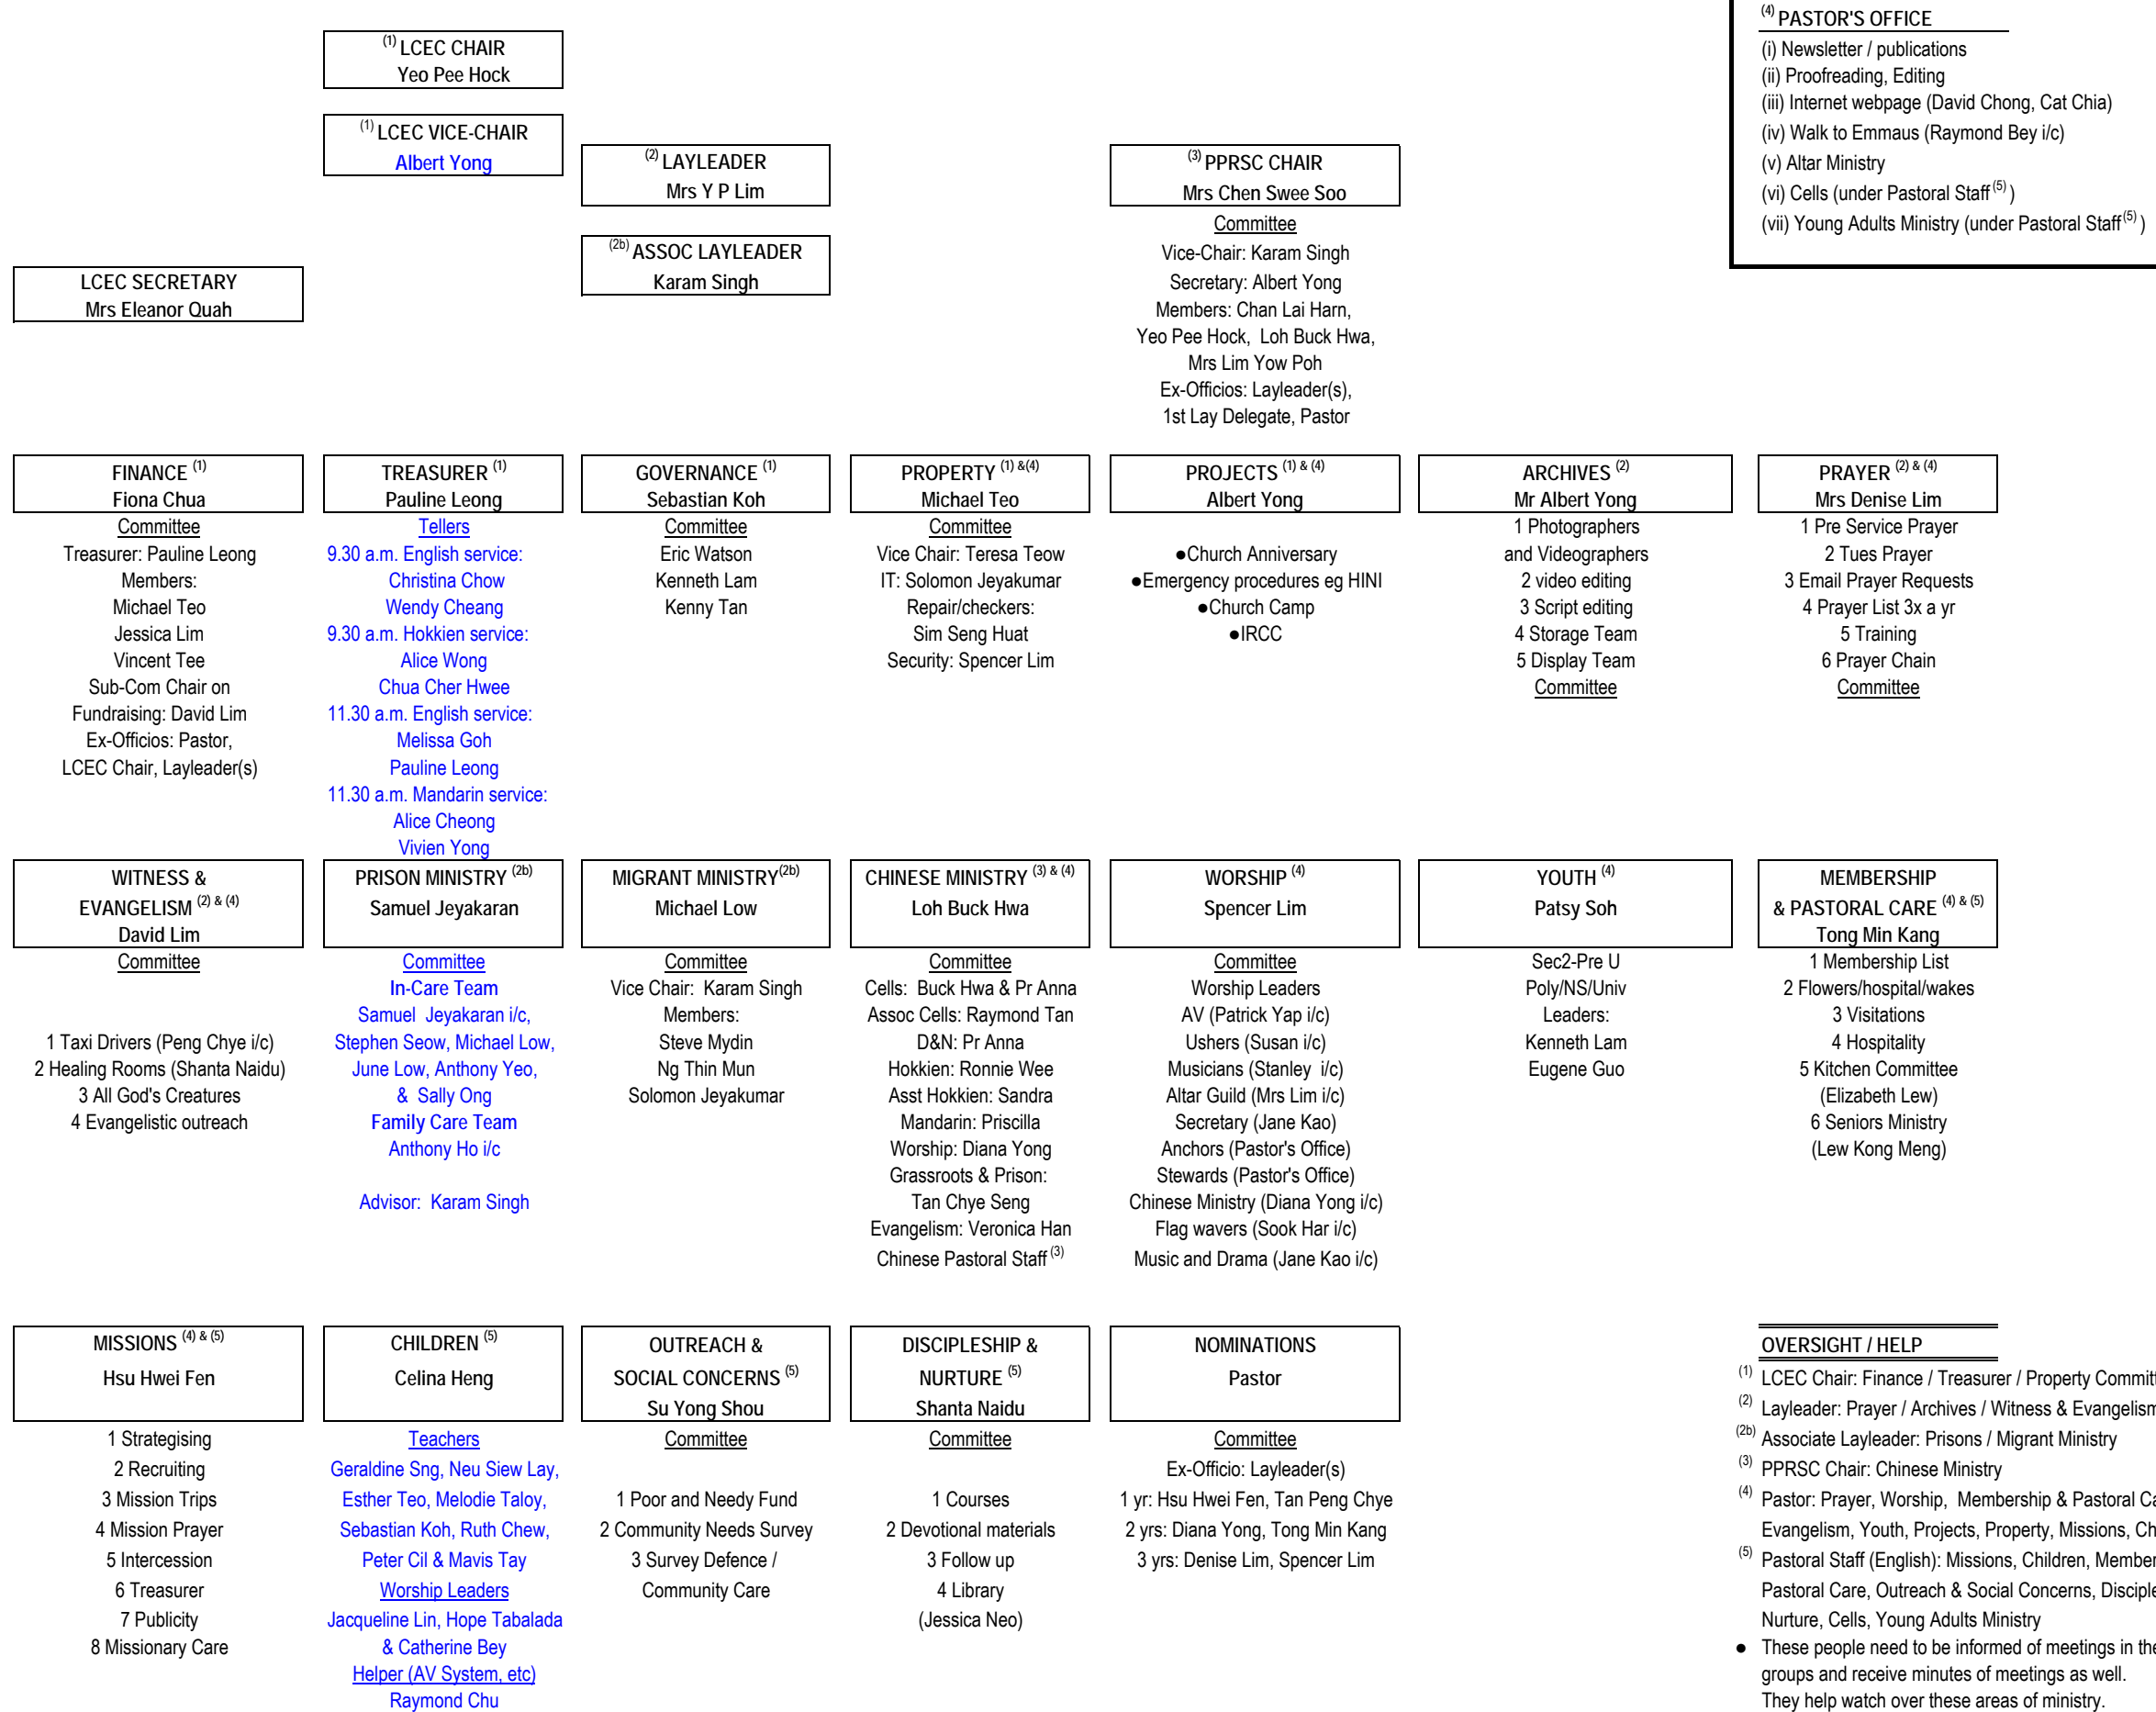 (4) PASTOR'S OFFICE
(i) Newsletter / publications
(ii) Proofreading, Editing
(iii) Internet webpage (David Chong, Cat Chia)
(iv) Walk to Emmaus (Raymond Bey i/c)
(v) Altar Ministry
(vi) Cells (under Pastoral Staff (5) )
(vii) Young Adults Ministry (under Pastoral Staff (5) )
(1) LCEC CHAIR
Yeo Pee Hock
(1) LCEC VICE-CHAIR
Albert Yong
(2) LAYLEADER
Mrs Y P Lim
(2b) ASSOC LAYLEADER
Karam Singh
LCEC SECRETARY
Mrs Eleanor Quah
(3) PPRSC CHAIR
Mrs Chen Swee Soo
Committee
Vice-Chair: Karam Singh
Secretary: Albert Yong
Members: Chan Lai Harn,
Yeo Pee Hock, Loh Buck Hwa,
Mrs Lim Yow Poh
Ex-Officios: Layleader(s),
1st Lay Delegate, Pastor
FINANCE (1)
Fiona Chua
Committee
Treasurer: Pauline Leong
Members:
Michael Teo
Jessica Lim
Vincent Tee
Sub-Com Chair on
Fundraising: David Lim
Ex-Officios: Pastor,
LCEC Chair, Layleader(s)
TREASURER (1)
Pauline Leong
Tellers
9.30 a.m. English service:
Christina Chow
Wendy Cheang
9.30 a.m. Hokkien service:
Alice Wong
Chua Cher Hwee
11.30 a.m. English service:
Melissa Goh
Pauline Leong
11.30 a.m. Mandarin service:
Alice Cheong
Vivien Yong
GOVERNANCE (1)
Sebastian Koh
Committee
Eric Watson
Kenneth Lam
Kenny Tan
PROPERTY (1) &(4)
Michael Teo
Committee
Vice Chair: Teresa Teow
IT: Solomon Jeyakumar
Repair/checkers:
Sim Seng Huat
Security: Spencer Lim
PROJECTS (1) & (4)
Albert Yong
●Church Anniversary
●Emergency procedures eg HINI
●Church Camp
●IRCC
ARCHIVES (2)
Mr Albert Yong
1 Photographers
and Videographers
2 video editing
3 Script editing
4 Storage Team
5 Display Team
Committee
PRAYER (2) & (4)
Mrs Denise Lim
1 Pre Service Prayer
2 Tues Prayer
3 Email Prayer Requests
4 Prayer List 3x a yr
5 Training
6 Prayer Chain
Committee
WITNESS &
EVANGELISM (2) & (4)
David Lim
Committee
1 Taxi Drivers (Peng Chye i/c)
2 Healing Rooms (Shanta Naidu)
3 All God's Creatures
4 Evangelistic outreach
PRISON MINISTRY (2b)
Samuel Jeyakaran
Committee
In-Care Team
Samuel Jeyakaran i/c,
Stephen Seow, Michael Low,
June Low, Anthony Yeo,
& Sally Ong
Family Care Team
Anthony Ho i/c
Advisor: Karam Singh
MIGRANT MINISTRY(2b)
Michael Low
Committee
Vice Chair: Karam Singh
Members:
Steve Mydin
Ng Thin Mun
Solomon Jeyakumar
CHINESE MINISTRY (3) & (4)
Loh Buck Hwa
Committee
Cells: Buck Hwa & Pr Anna
Assoc Cells: Raymond Tan
D&N: Pr Anna
Hokkien: Ronnie Wee
Asst Hokkien: Sandra
Mandarin: Priscilla
Worship: Diana Yong
Grassroots & Prison:
Tan Chye Seng
Evangelism: Veronica Han
Chinese Pastoral Staff (3)
WORSHIP (4)
Spencer Lim
Committee
Worship Leaders
AV (Patrick Yap i/c)
Ushers (Susan i/c)
Musicians (Stanley i/c)
Altar Guild (Mrs Lim i/c)
Secretary (Jane Kao)
Anchors (Pastor's Office)
Stewards (Pastor's Office)
Chinese Ministry (Diana Yong i/c)
Flag wavers (Sook Har i/c)
Music and Drama (Jane Kao i/c)
YOUTH (4)
Patsy Soh
Sec2-Pre U
Poly/NS/Univ
Leaders:
Kenneth Lam
Eugene Guo
MEMBERSHIP
& PASTORAL CARE (4) & (5)
Tong Min Kang
1 Membership List
2 Flowers/hospital/wakes
3 Visitations
4 Hospitality
5 Kitchen Committee
(Elizabeth Lew)
6 Seniors Ministry
(Lew Kong Meng)
MISSIONS (4) & (5)
Hsu Hwei Fen
1 Strategising
2 Recruiting
3 Mission Trips
4 Mission Prayer
5 Intercession
6 Treasurer
7 Publicity
8 Missionary Care
CHILDREN (5)
Celina Heng
Teachers
Geraldine Sng, Neu Siew Lay,
Esther Teo, Melodie Taloy,
Sebastian Koh, Ruth Chew,
Peter Cil & Mavis Tay
Worship Leaders
Jacqueline Lin, Hope Tabalada
& Catherine Bey
Helper (AV System, etc)
Raymond Chu
OUTREACH &
SOCIAL CONCERNS (5)
Su Yong Shou
Committee
1 Poor and Needy Fund
2 Community Needs Survey
3 Survey Defence /
Community Care
DISCIPLESHIP &
NURTURE (5)
Shanta Naidu
Committee
1 Courses
2 Devotional materials
3 Follow up
4 Library
(Jessica Neo)
NOMINATIONS
Pastor
Committee
Ex-Officio: Layleader(s)
1 yr: Hsu Hwei Fen, Tan Peng Chye
2 yrs: Diana Yong, Tong Min Kang
3 yrs: Denise Lim, Spencer Lim
OVERSIGHT / HELP
(1) LCEC Chair: Finance / Treasurer / Property
(2) Layleader: Prayer / Archives / Witness & Evangelism
(2b) Associate Layleader: Prisons / Migrant Ministry
(3) PPRSC Chair: Chinese Ministry
(4) Pastor: Prayer, Worship, Membership & Pastoral
Evangelism, Youth, Projects, Property, Missions,
(5) Pastoral Staff (English): Missions, Children,
Pastoral Care, Outreach & Social Concerns,
Nurture, Cells, Young Adults Ministry
● These people need to be informed of meetings in
groups and receive minutes of meetings as well.
They help watch over these areas of ministry.